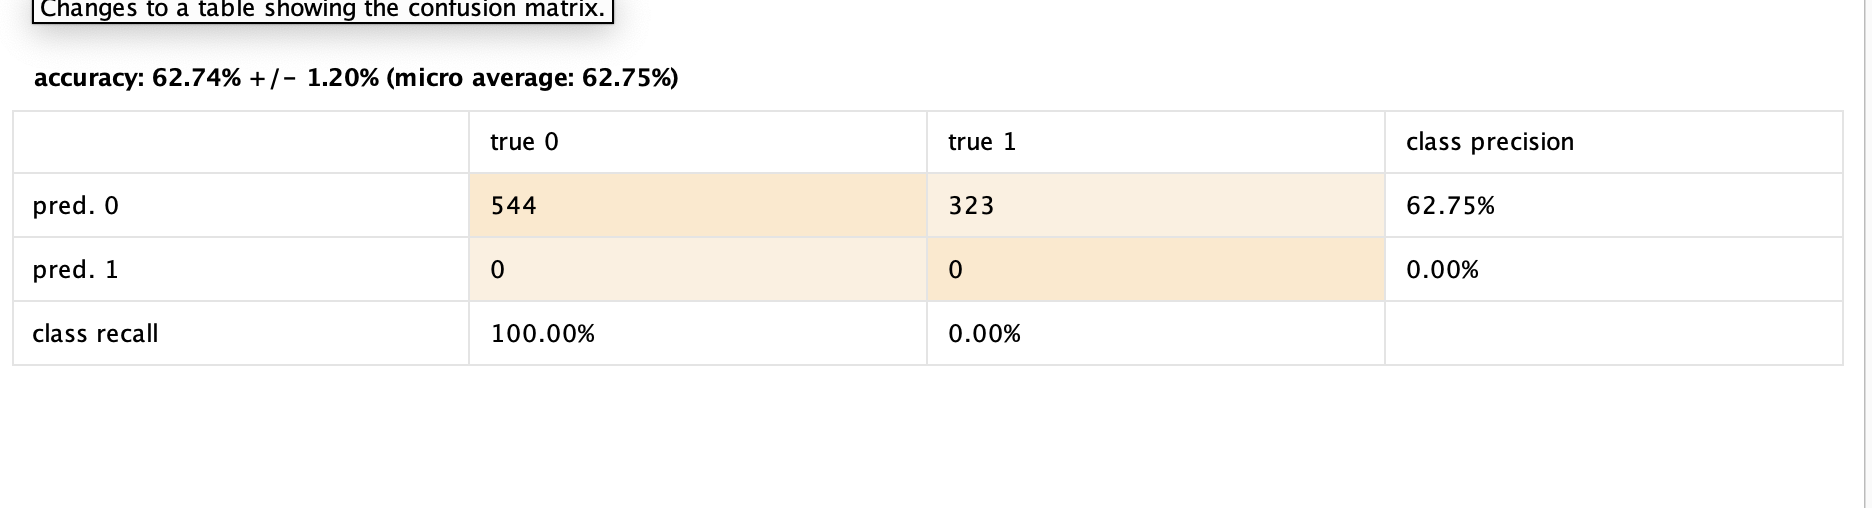 Changes to a table showing the confusion matrix.
accuracy: 62.74% +/- 1.20% (micro average: 62.75%)
true 0 true 1 class precision
pred. 0 544 323 62.75%
pred. 1 0 0 0.00%
class recall 100.00% 0.00%